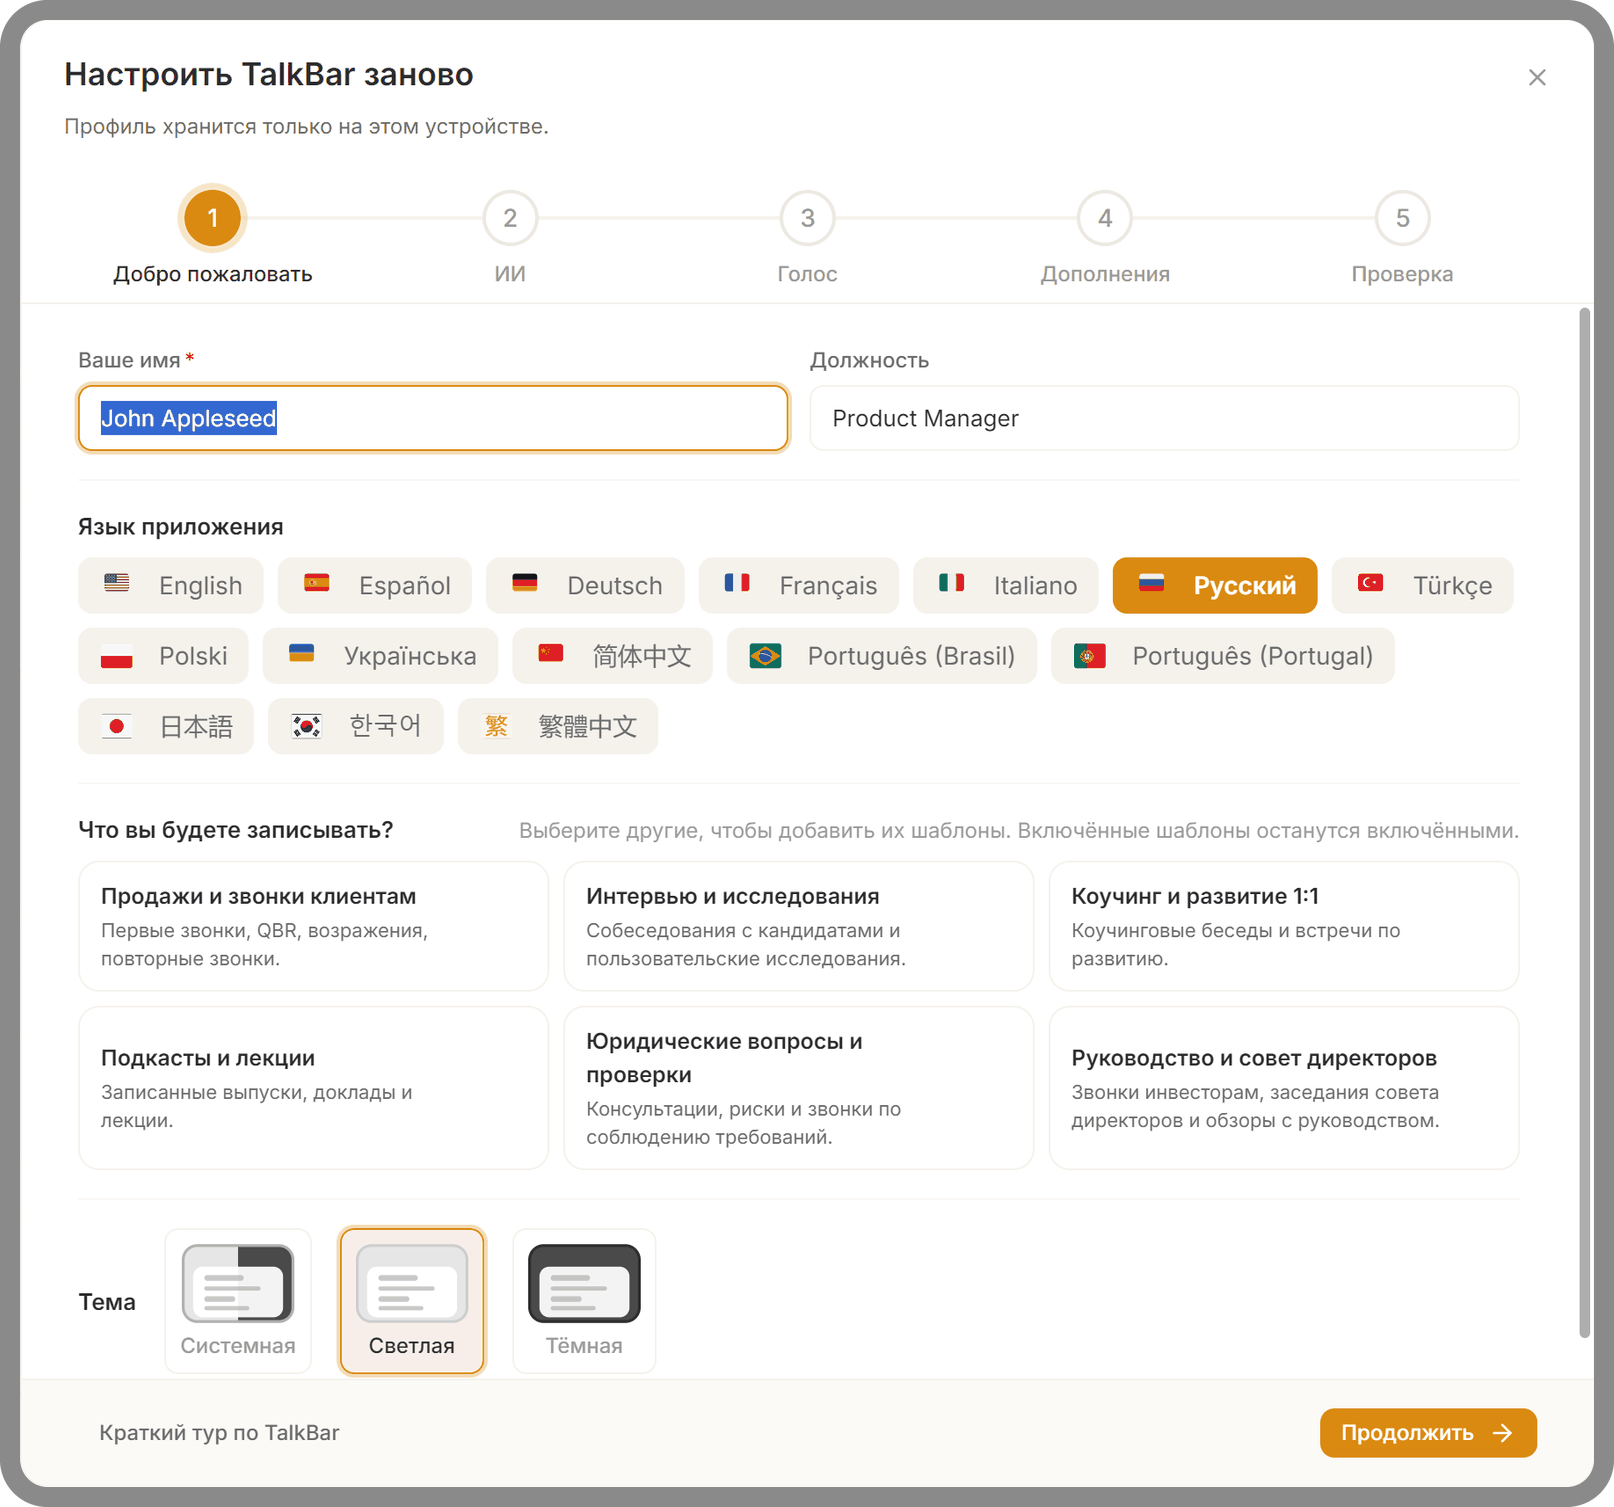 Настроить TalkBar заново
Профиль хранится только на этом устройстве.
1
2
3
4
5
Добро пожаловать
ИИ
Голос
Дополнения
Проверка
Ваше имя *
Должность
John Appleseed
Product Manager
Язык приложения
English
Español
Deutsch
Français
Italiano
Русский
Türkçe
Polski
Українська
简体中文
Português (Brasil)
Português (Portugal)
日本語
한국어
繁 繁體中文
Что вы будете записывать?
Выберите другие, чтобы добавить их шаблоны. Включённые шаблоны останутся включёнными.
Продажи и звонки клиентам
Первые звонки, QBR, возражения,
повторные звонки.
Интервью и исследования
Собеседования с кандидатами и
пользовательские исследования.
Коучинг и развитие 1:1
Коучинговые беседы и встречи по
развитию.
Подкасты и лекции
Записанные выпуски, доклады и
лекции.
Юридические вопросы и
проверки
Консультации, риски и звонки по
соблюдению требований.
Руководство и совет директоров
Звонки инвесторам, заседания совета
директоров и обзоры с руководством.
Тема
Системная
Светлая
Тёмная
Краткий тур по TalkBar
Продолжить